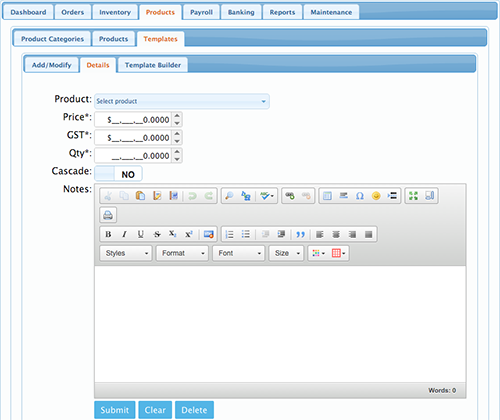 Dashboard Orders Inventory Products Payroll Banking Reports Maintenance
Product Categories Products Templates
Add/Modify Details Template Builder
Product: Select product
Price*: $__,___,__0.0000
GST*: $__,___,__0.0000
Qty*: __,___,__0.0000
Cascade: NO
Notes:
B I U S X₂ X²
Styles Format Font Size
Words: 0
Submit Clear Delete